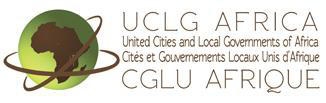 UCLG AFRICA
United Cities and Local Governments of Africa
Cités et Gouvernements Locaux Unis d'Afrique
CGLU AFRIQUE